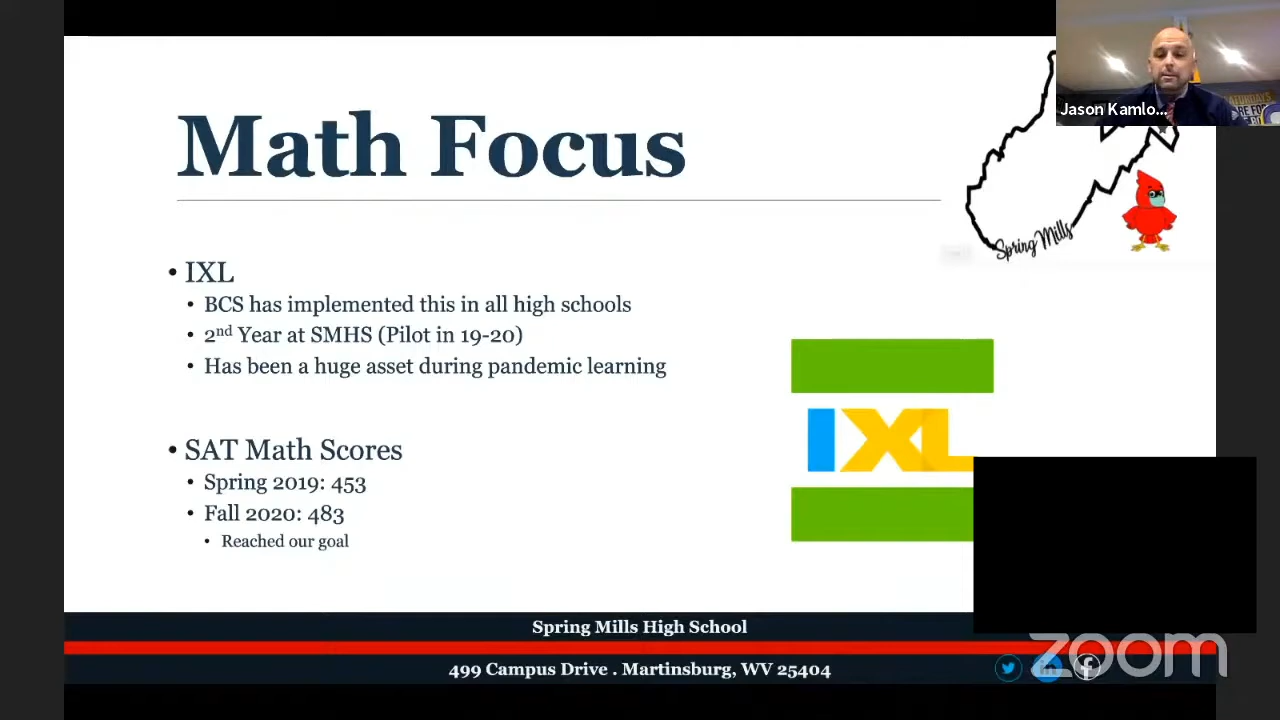 Math Focus
Jason Kamlo...
Spring Mills
• IXL
• BCS has implemented this in all high schools
• 2nd Year at SMHS (Pilot in 19-20)
• Has been a huge asset during pandemic learning
IXL
• SAT Math Scores
• Spring 2019: 453
• Fall 2020: 483
• Reached our goal
Spring Mills High School
499 Campus Drive . Martinsburg, WV 25404
zoom